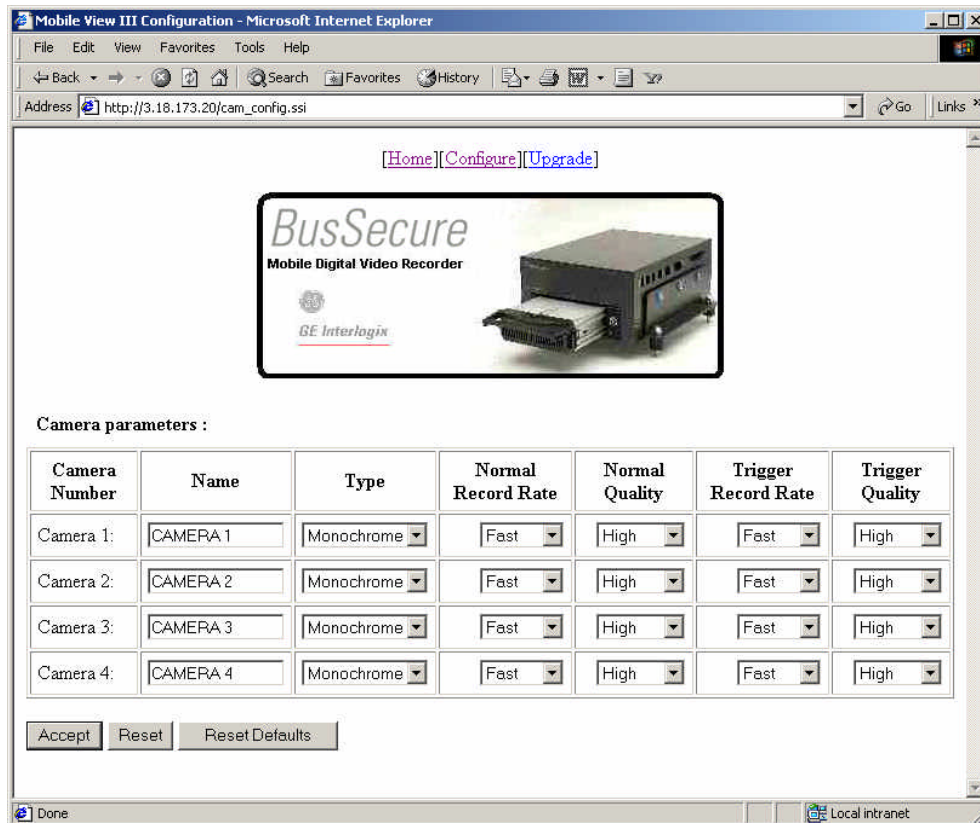 Mobile View III Configuration - Microsoft Internet Explorer
File Edit View Favorites Tools Help
Back Search Favorites History
Address http://3.18.173.20/cam_config.ssi Go Links »
[Home][Configure][Upgrade]
BusSecure
Mobile Digital Video Recorder
GE Interlogix
Camera parameters :
Camera Number Name Type Normal Record Rate Normal Quality Trigger Record Rate Trigger Quality
Camera 1: CAMERA 1 Monochrome Fast High Fast High
Camera 2: CAMERA 2 Monochrome Fast High Fast High
Camera 3: CAMERA 3 Monochrome Fast High Fast High
Camera 4: CAMERA 4 Monochrome Fast High Fast High
Accept Reset Reset Defaults
Done Local intranet